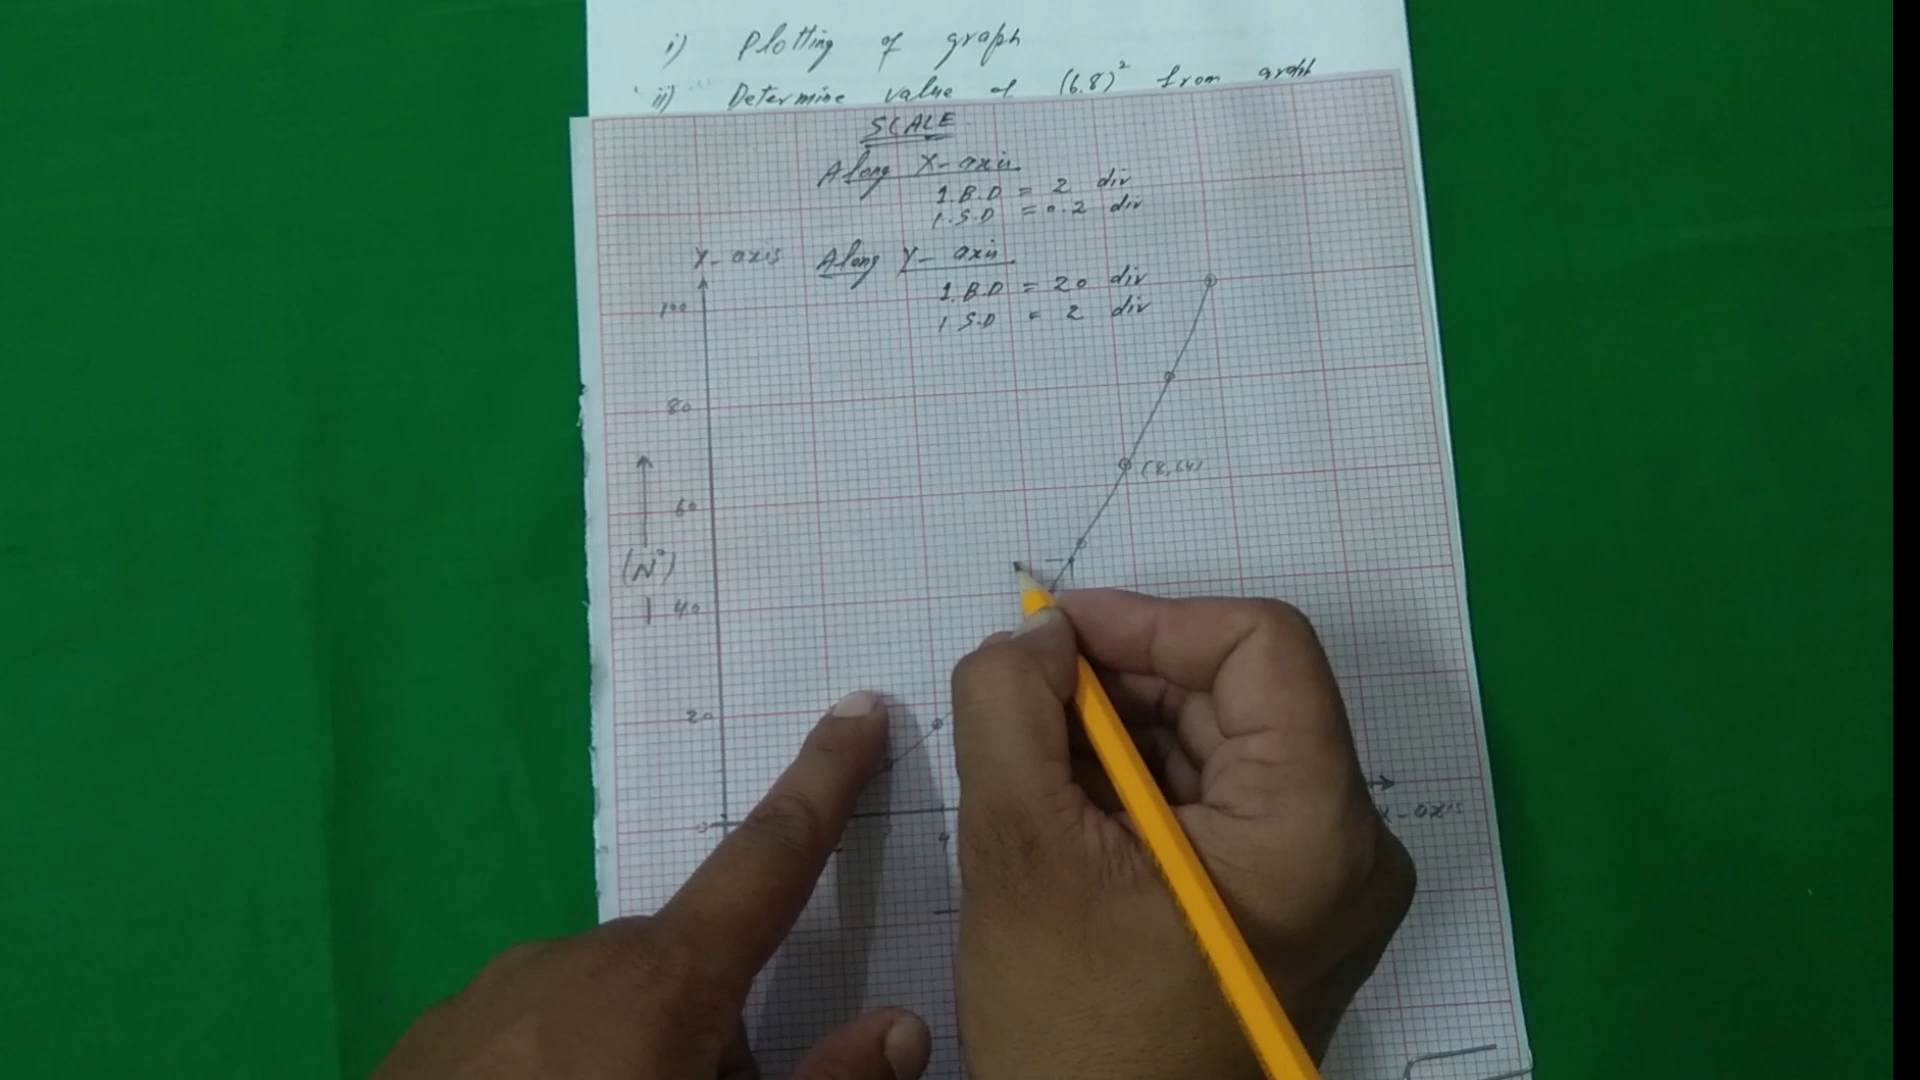 i) Plotting of graph
ii) Determine value of (6.8)² from graph
SCALE
Along X-axis
1.B.D = 2 div
1.S.D = 0.2 div
Y-axis Along Y-axis
1.B.D = 20 div
1 S.D = 2 div
100
80
(8,64)
60
(N²)
40
20
0
4
X-axis